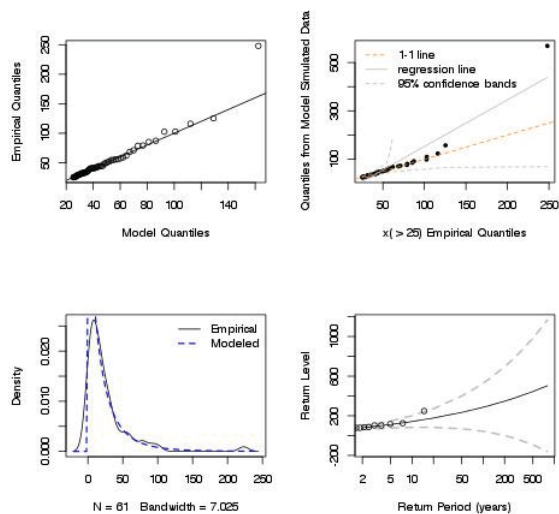 Empirical Quantiles
250
200
150
100
50
20 40 60 80 100 140
Model Quantiles
Quantiles from Model Simulated Data
500
300
100
1-1 line
regression line
95% confidence bands
50 100 150 200 250
x( > 25) Empirical Quantiles
Density
0.020
0.010
0.000
Empirical
Modeled
0 50 100 150 200 250
N = 61 Bandwidth = 7.025
Return Level
1000
600
200
-200
2 5 10 50 200 500
Return Period (years)